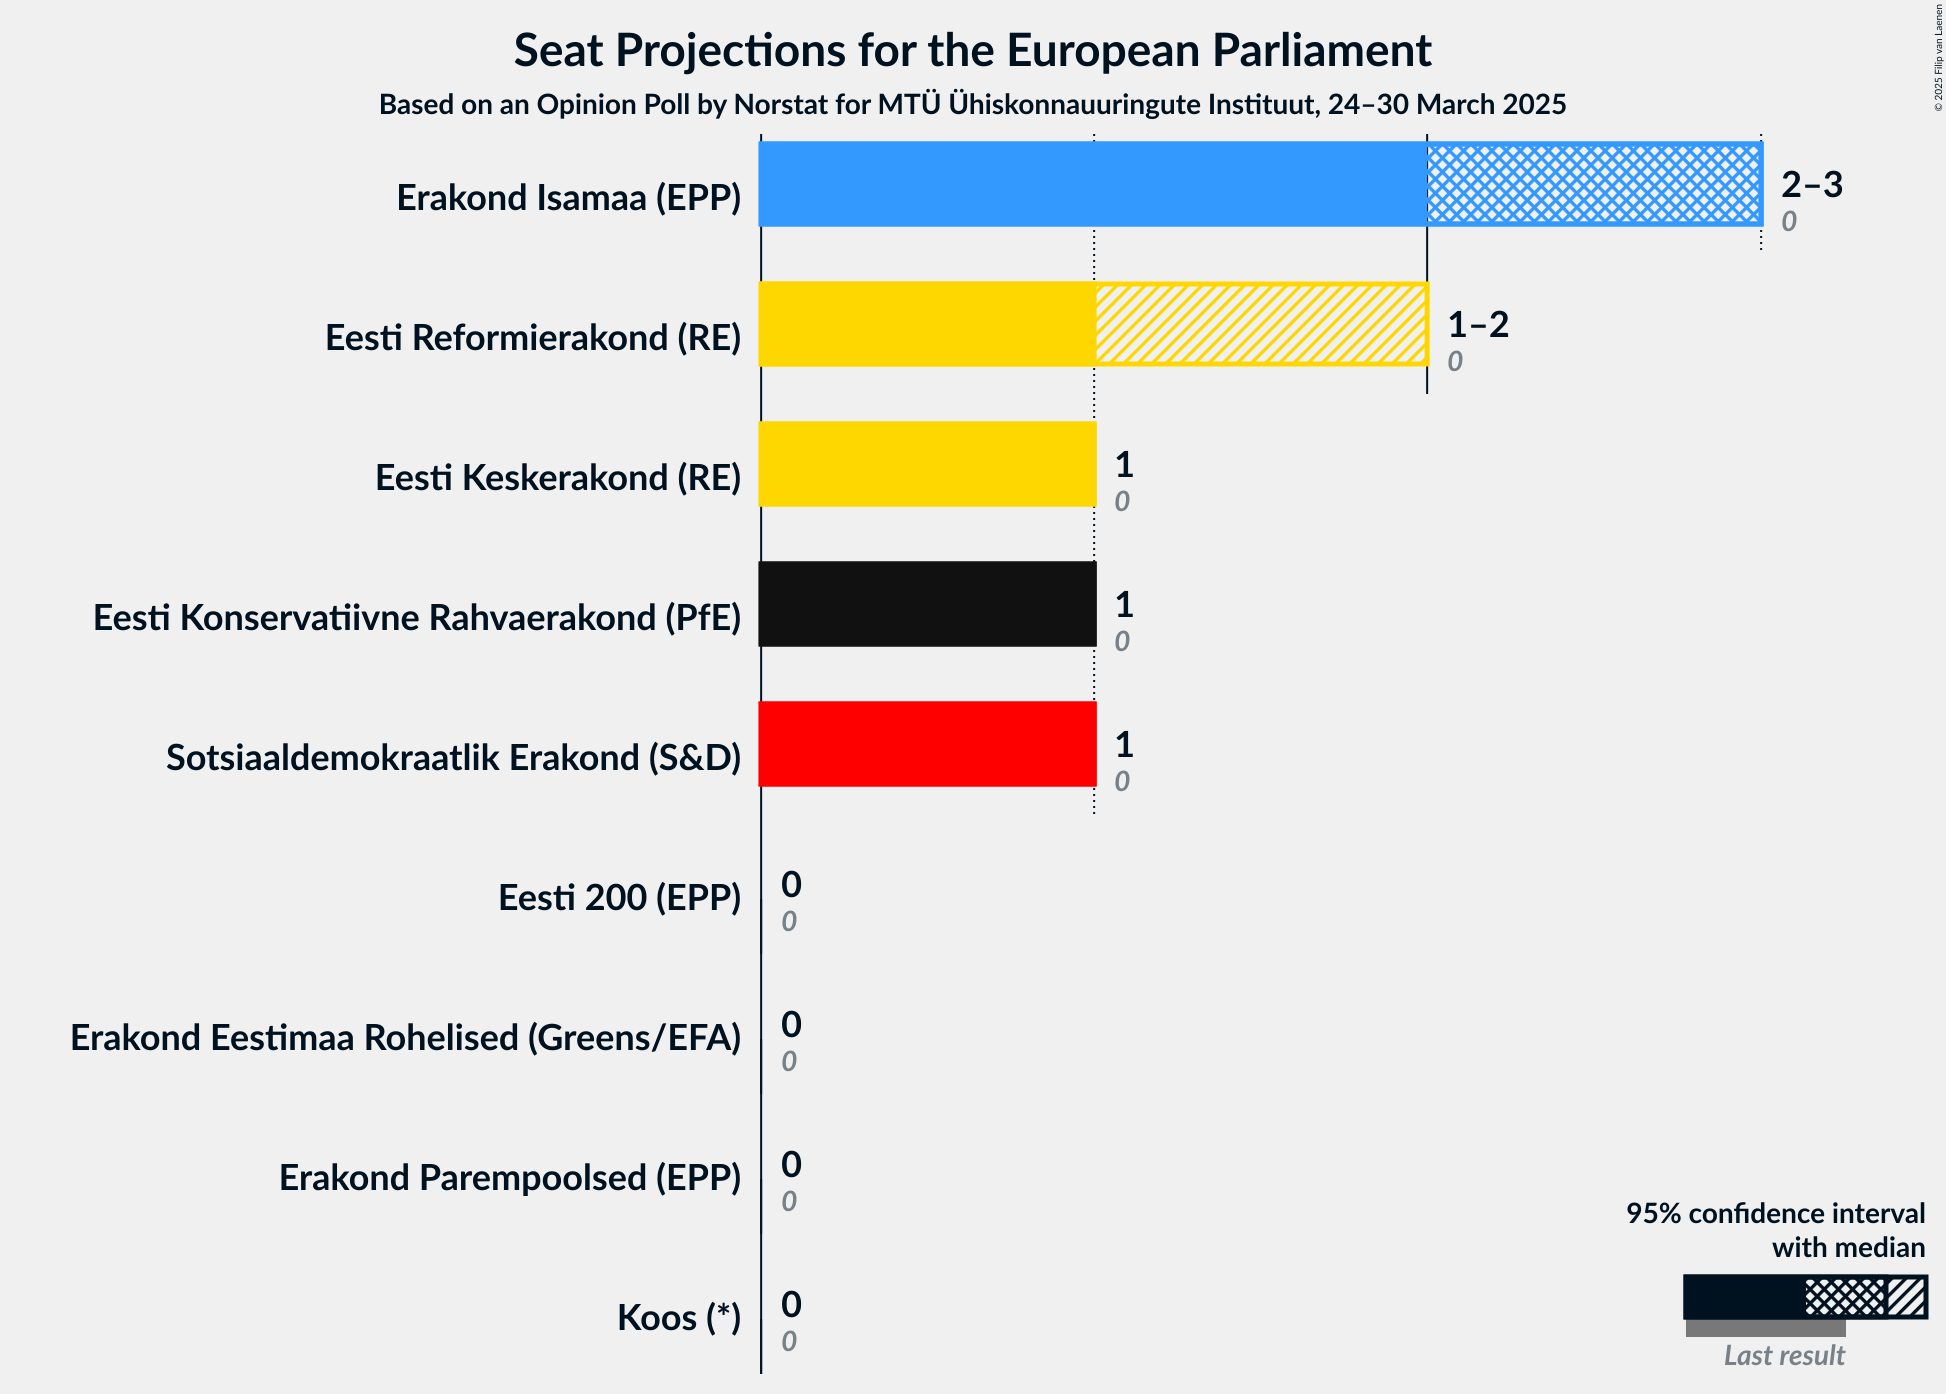 Seat Projections for the European Parliament
Based on an Opinion Poll by Norstat for MTÜ Ühiskonnauuringute Instituut, 24–30 March 2025
© 2025 Filip van Laenen
Erakond Isamaa (EPP)
2–3
0
Eesti Reformierakond (RE)
1–2
0
Eesti Keskerakond (RE)
1
0
Eesti Konservatiivne Rahvaerakond (PfE)
1
0
Sotsiaaldemokraatlik Erakond (S&D)
1
0
Eesti 200 (EPP)
0
0
Erakond Eestimaa Rohelised (Greens/EFA)
0
0
Erakond Parempoolsed (EPP)
0
0
Koos (*)
0
0
95% confidence interval
with median
Last result